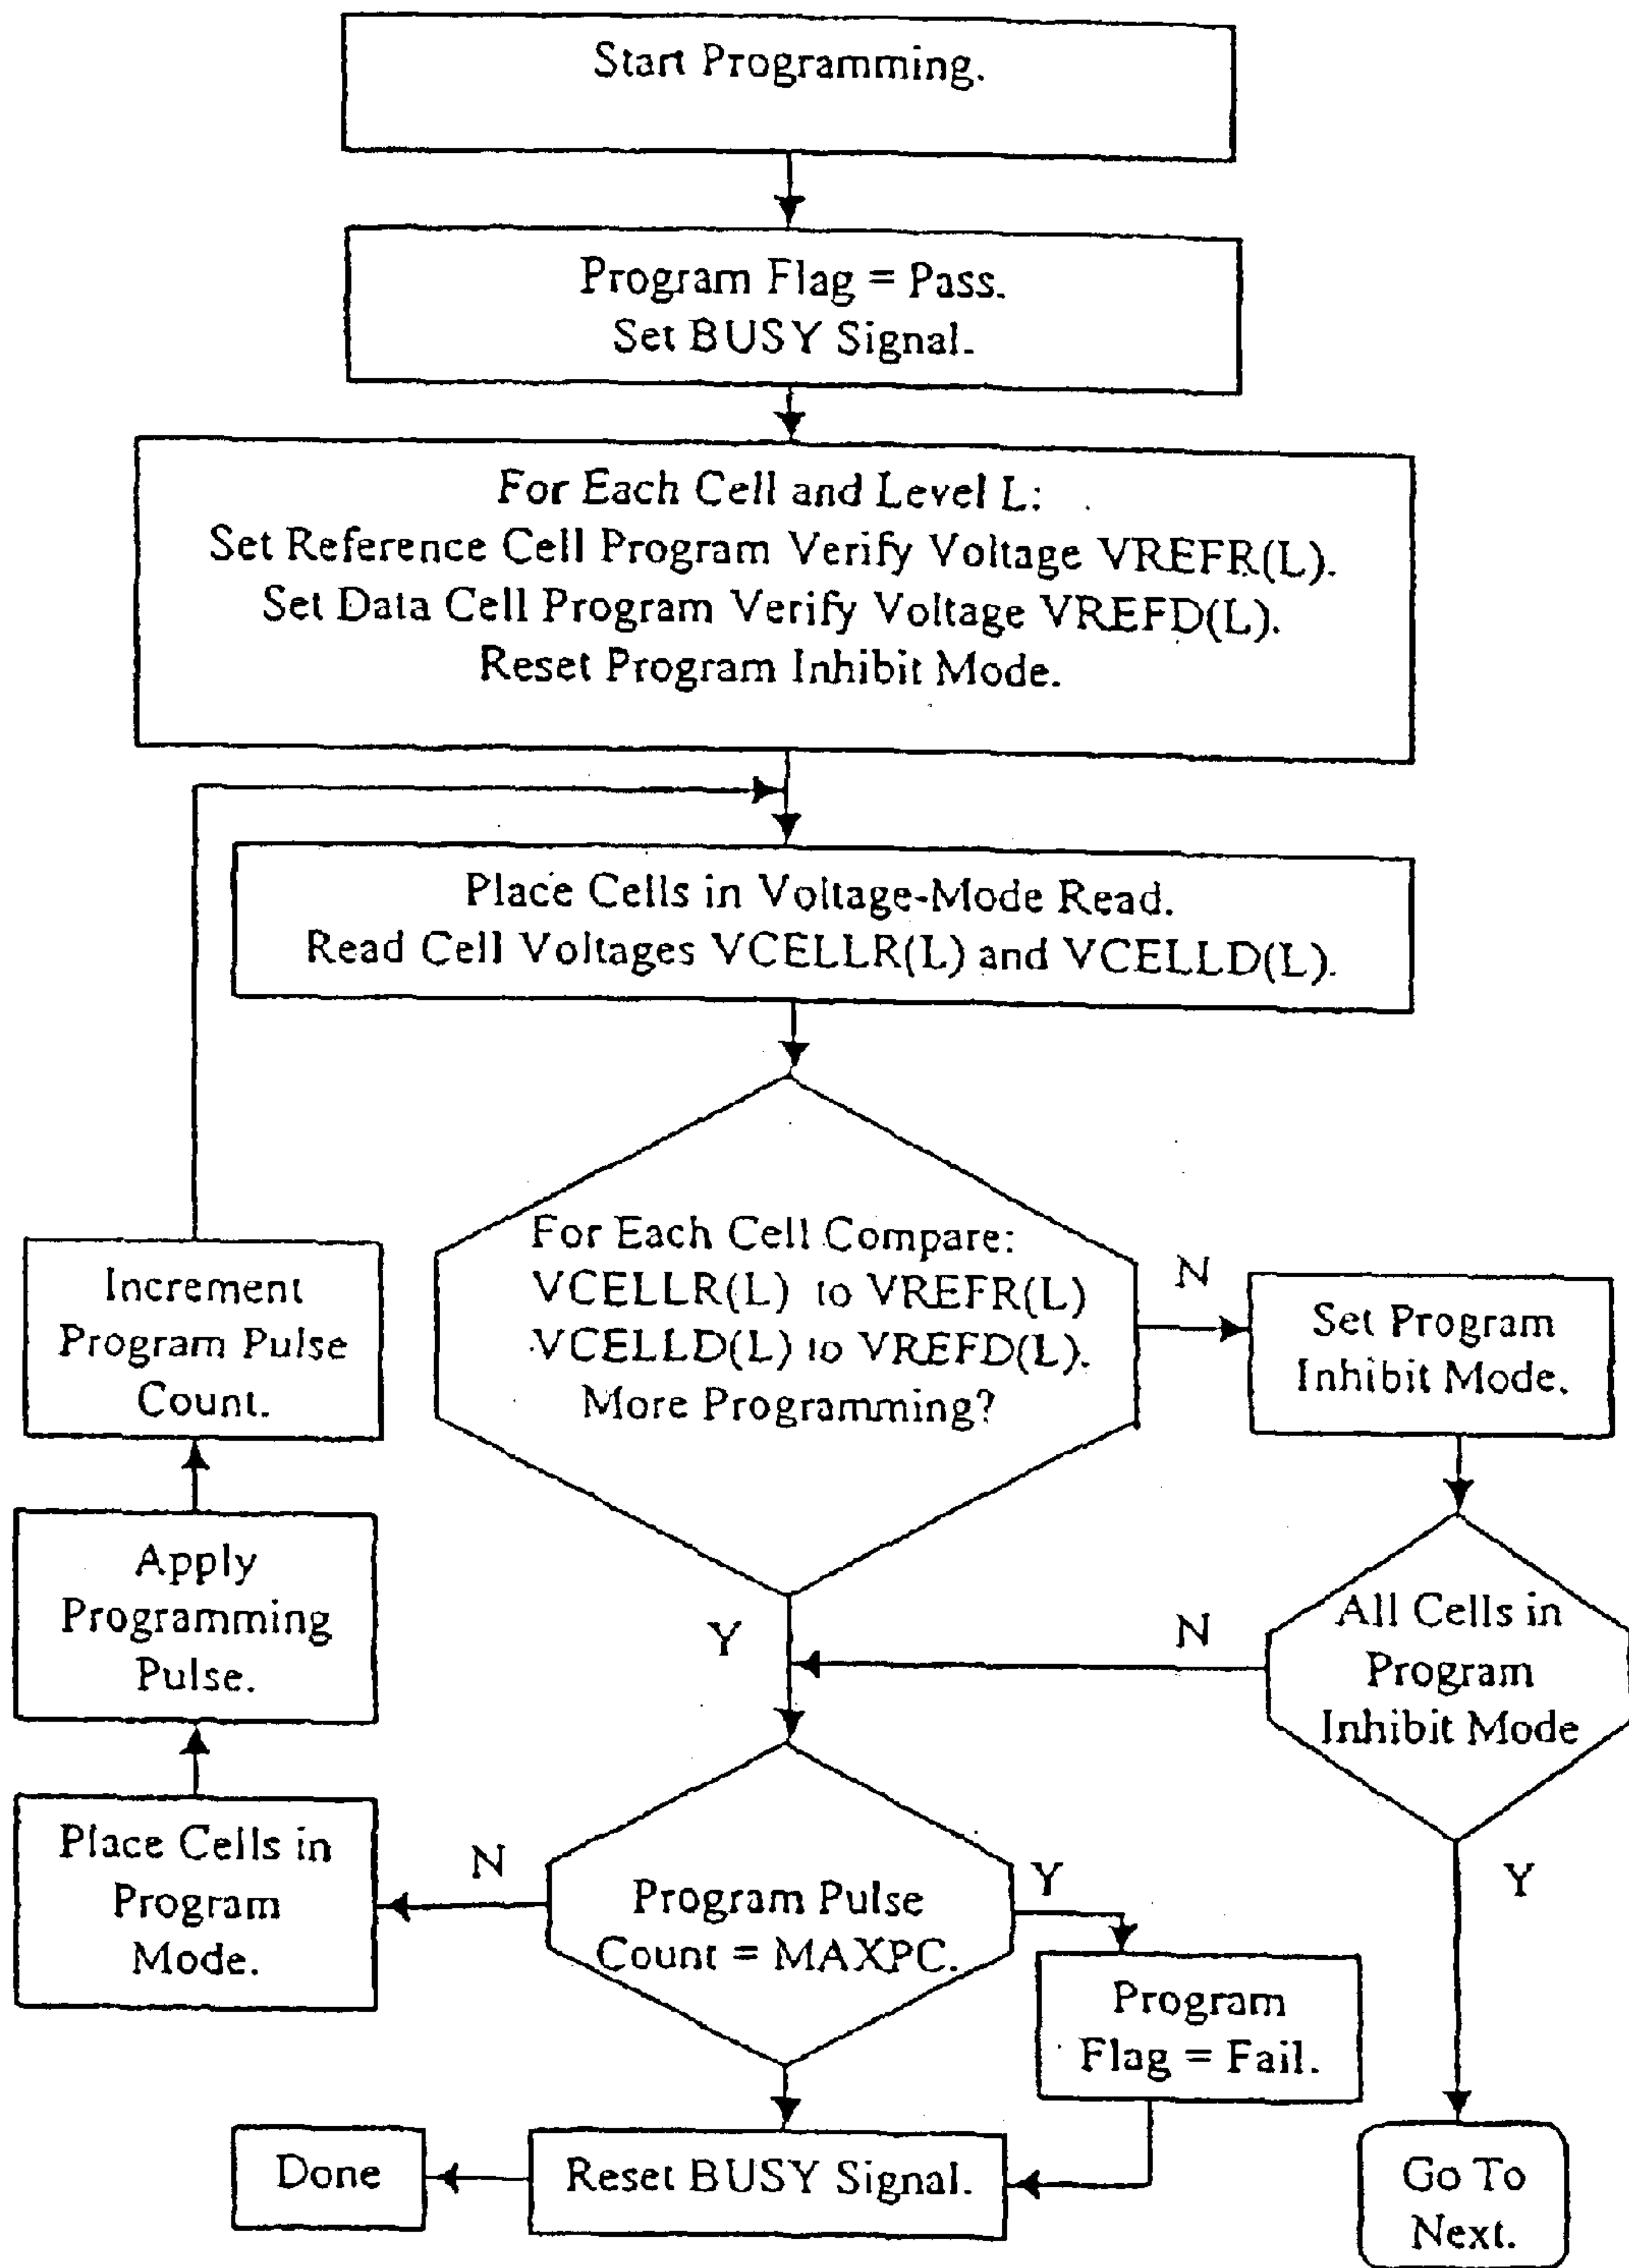 Start Programming.
Program Flag = Pass.
Set BUSY Signal.
For Each Cell and Level L:
Set Reference Cell Program Verify Voltage VREFR(L).
Set Data Cell Program Verify Voltage VREFD(L).
Reset Program Inhibit Mode.
Place Cells in Voltage-Mode Read.
Read Cell Voltages VCELLR(L) and VCELLD(L).
For Each Cell Compare:
VCELLR(L) to VREFR(L)
VCELLD(L) to VREFD(L).
More Programming?
N
Set Program
Inhibit Mode.
Increment
Program Pulse
Count.
Apply
Programming
Pulse.
Y
N
All Cells in
Program
Inhibit Mode
Y
Place Cells in
Program
Mode.
N
Program Pulse
Count = MAXPC.
Y
Program
Flag = Fail.
Done
Reset BUSY Signal.
Go To
Next.